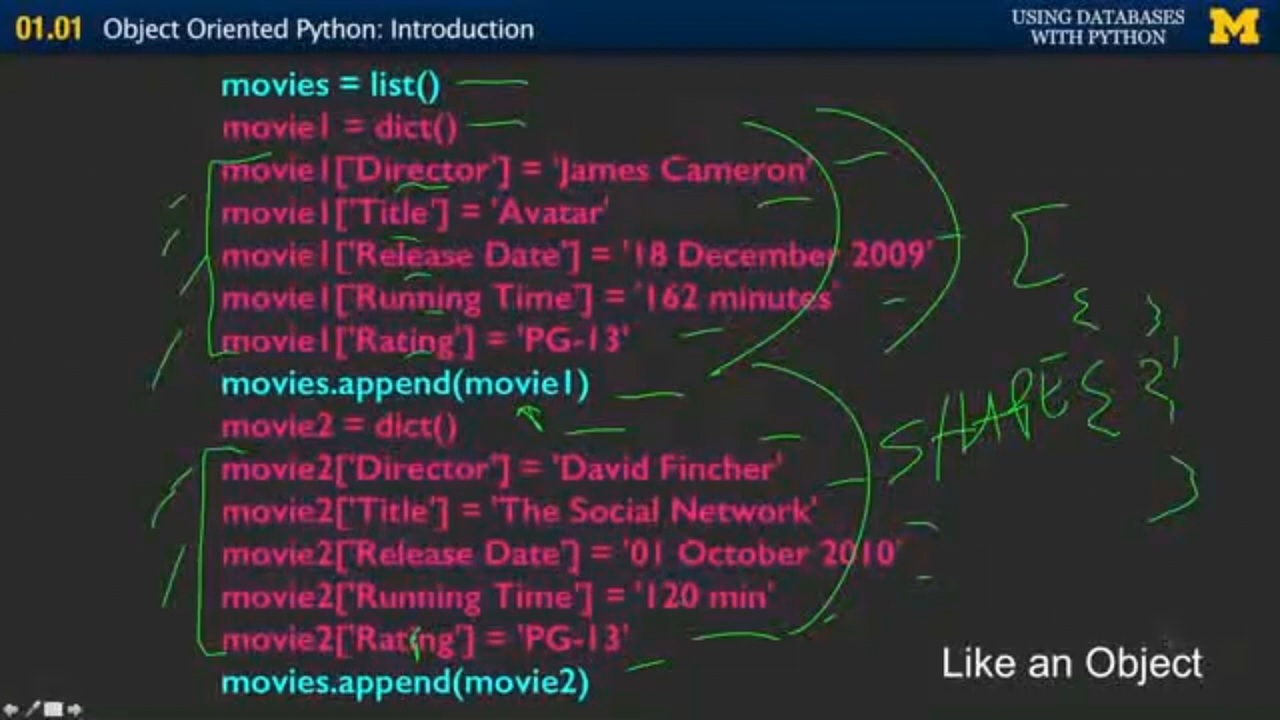 01.01 Object Oriented Python: Introduction
USING DATABASES
WITH PYTHON
M
movies = list()
movie1 = dict()
movie1['Director'] = 'James Cameron'
movie1['Title'] = 'Avatar'
movie1['Release Date'] = '18 December 2009'
movie1['Running Time'] = '162 minutes'
movie1['Rating'] = 'PG-13'
movies.append(movie1)
movie2 = dict()
movie2['Director'] = 'David Fincher'
movie2['Title'] = 'The Social Network'
movie2['Release Date'] = '01 October 2010'
movie2['Running Time'] = '120 min'
movie2['Rating'] = 'PG-13'
movies.append(movie2)
[
{ },
SHAPE
Like an Object